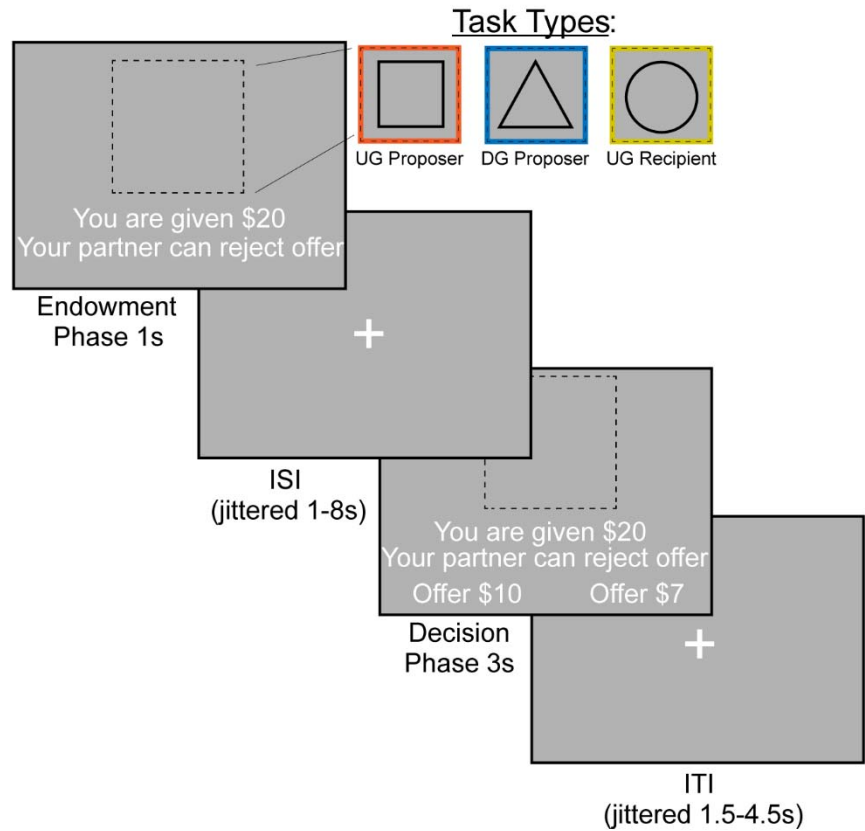 Task Types:
UG Proposer
DG Proposer
UG Recipient
You are given $20
Your partner can reject offer
Endowment
Phase 1s
ISI
(jittered 1-8s)
You are given $20
Your partner can reject offer
Offer $10
Offer $7
Decision
Phase 3s
ITI
(jittered 1.5-4.5s)